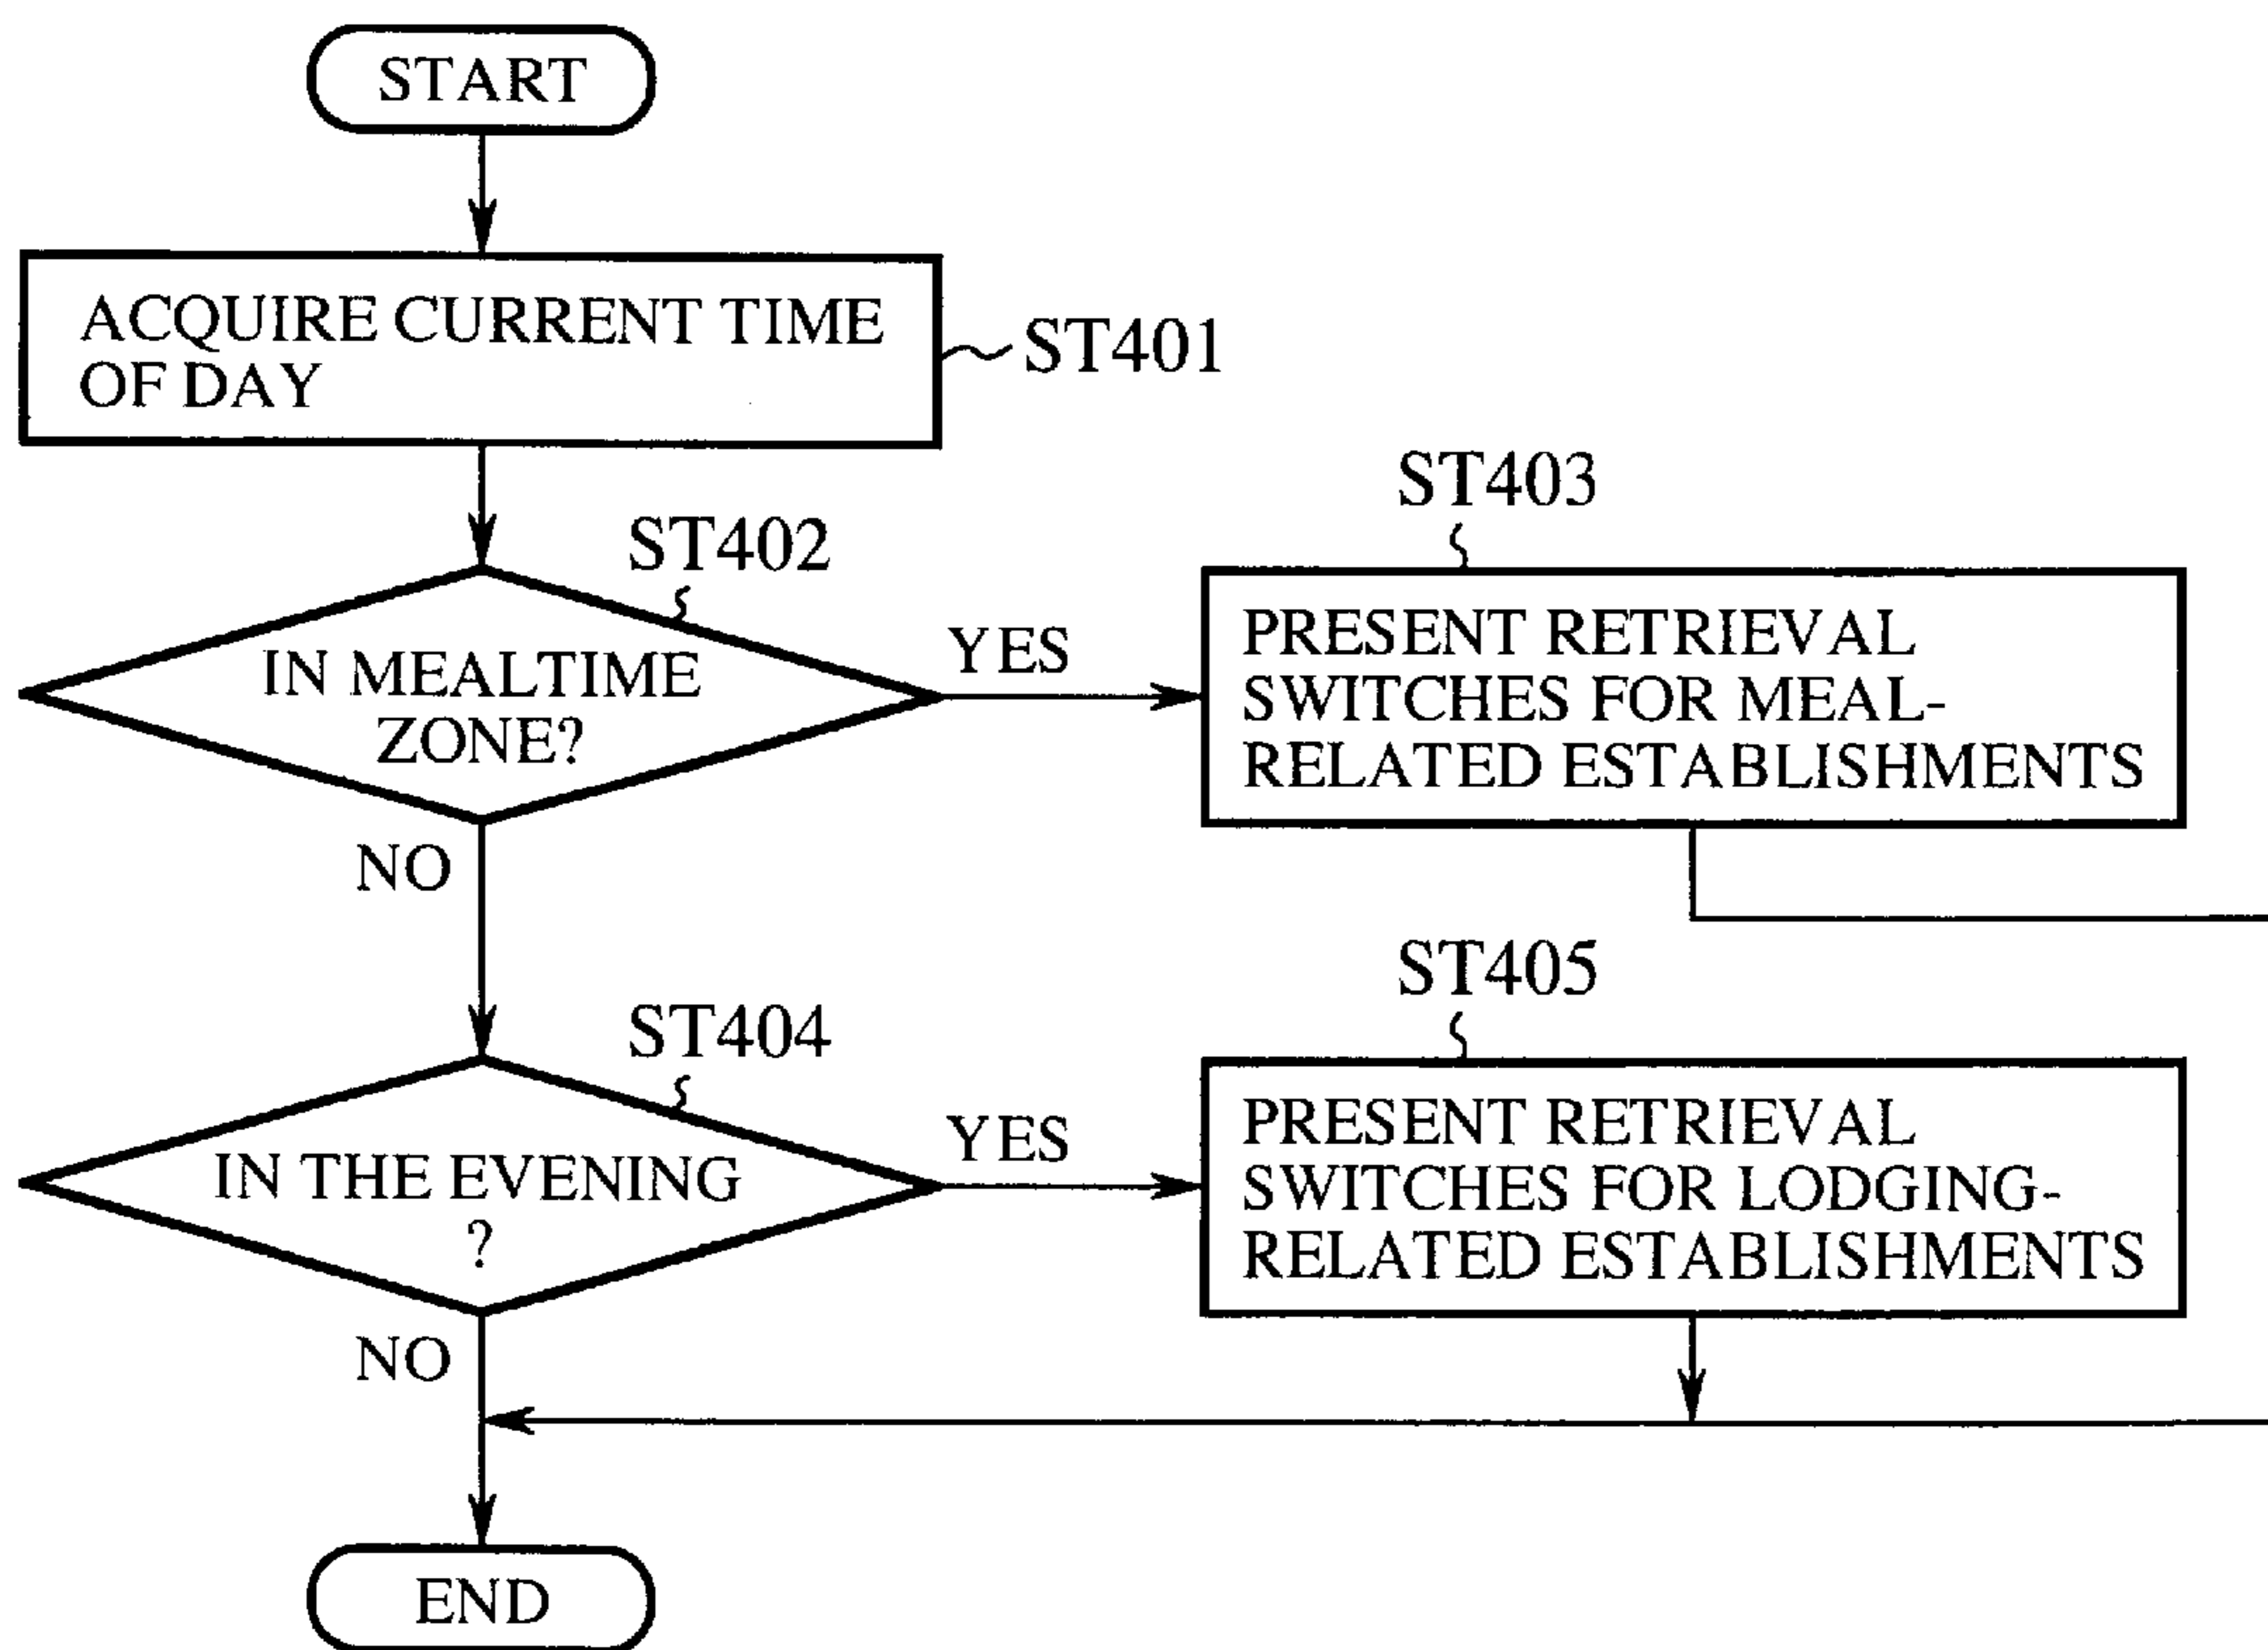 START
ACQUIRE CURRENT TIME
OF DAY
ST401
ST402
IN MEALTIME
ZONE?
YES
NO
ST403
PRESENT RETRIEVAL
SWITCHES FOR MEAL-
RELATED ESTABLISHMENTS
ST404
IN THE EVENING
?
YES
NO
ST405
PRESENT RETRIEVAL
SWITCHES FOR LODGING-
RELATED ESTABLISHMENTS
END